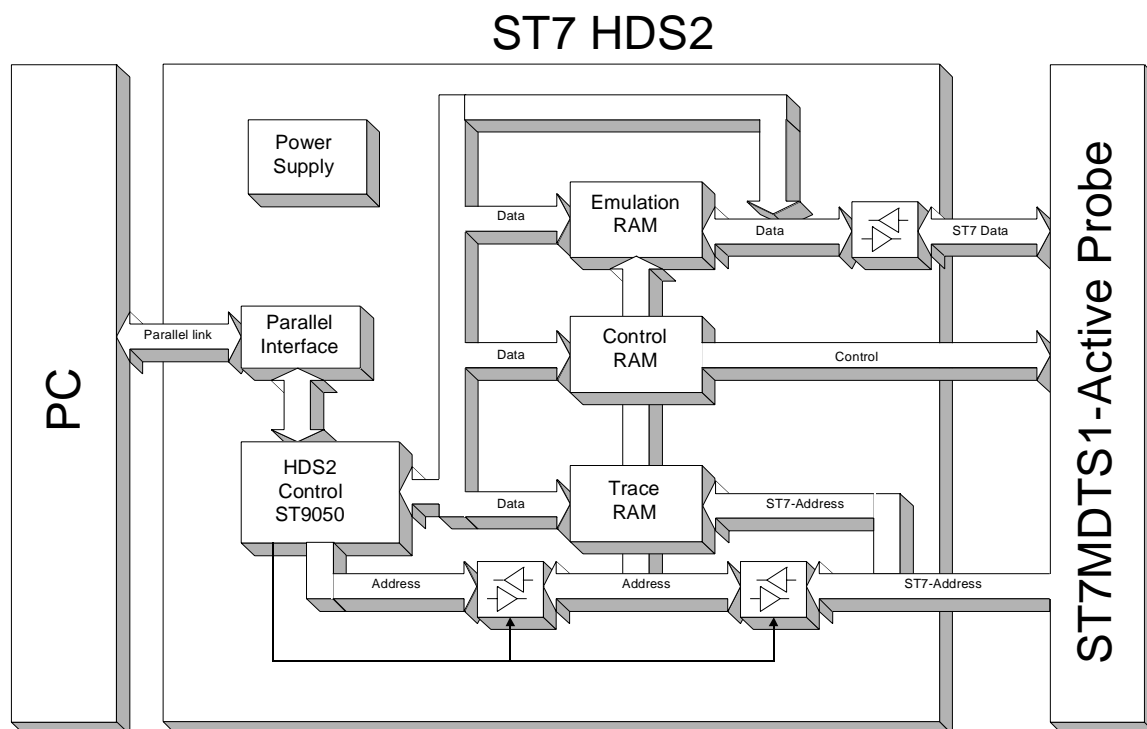 ST7 HDS2
PC
Power
Supply
Parallel link
Parallel
Interface
HDS2
Control
ST9050
Data
Emulation
RAM
Data
ST7 Data
Data
Control
RAM
Control
Data
Trace
RAM
ST7-Address
Address
Address
ST7-Address
ST7MDTS1-Active Probe